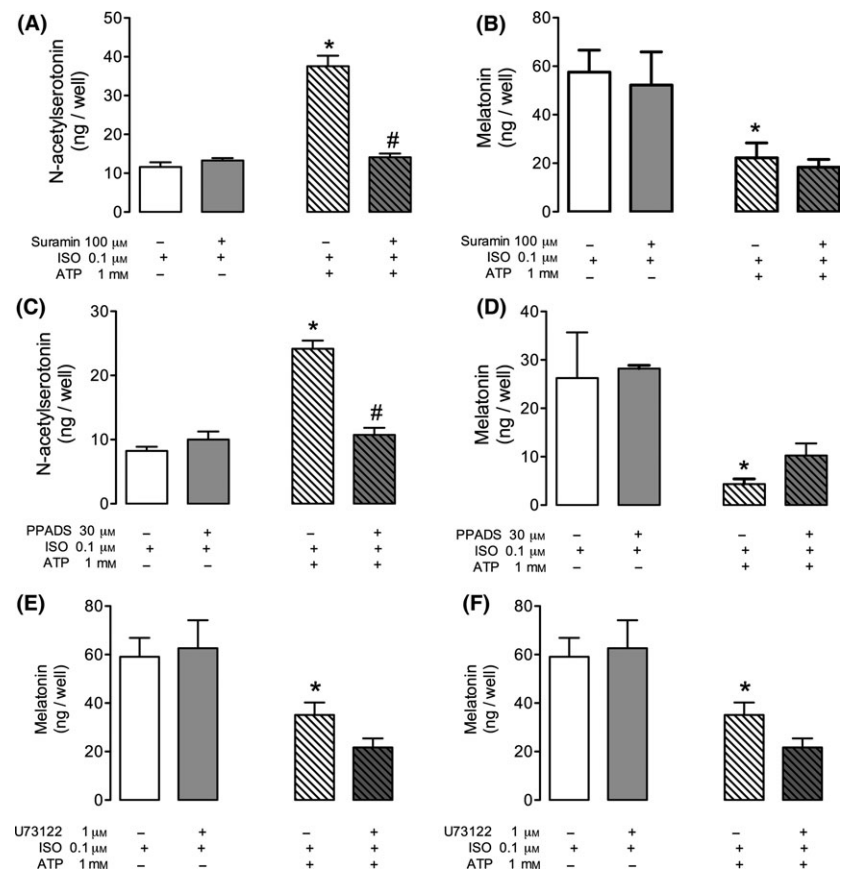 (A)
N-acetylserotonin
(ng / well)
50
40
30
20
10
0
*
#
Suramin 100 μM – + – +
ISO 0.1 μM + + + +
ATP 1 mM – – + +
(B)
Melatonin
(ng / well)
80
60
40
20
0
*
Suramin 100 μM – + – +
ISO 0.1 μM + + + +
ATP 1 mM – – + +
(C)
N-acetylserotonin
(ng / well)
30
20
10
0
*
#
PPADS 30 μM – + – +
ISO 0.1 μM + + + +
ATP 1 mM – – + +
(D)
Melatonin
(ng / well)
40
30
20
10
0
*
PPADS 30 μM – + – +
ISO 0.1 μM + + + +
ATP 1 mM – – + +
(E)
Melatonin
(ng / well)
80
60
40
20
0
*
U73122 1 μM – + – +
ISO 0.1 μM + + + +
ATP 1 mM – – + +
(F)
Melatonin
(ng / well)
80
60
40
20
0
*
U73122 1 μM – + – +
ISO 0.1 μM + + + +
ATP 1 mM – – + +